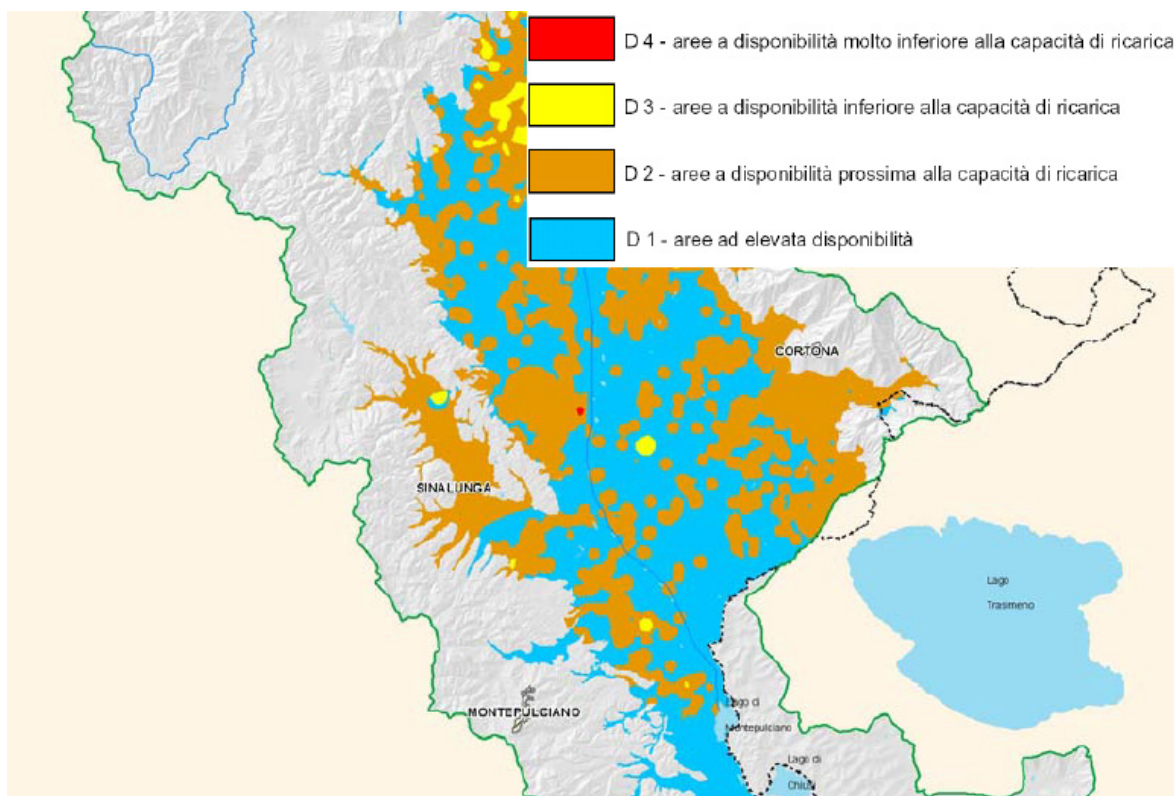 D 4 - aree a disponibilità molto inferiore alla capacità di ricarica
D 3 - aree a disponibilità inferiore alla capacità di ricarica
D 2 - aree a disponibilità prossima alla capacità di ricarica
D 1 - aree ad elevata disponibilità
CORTONA
SINALUNGA
Lago
Trasimeno
MONTEPULCIANO
Lago di
Montepulciano
Lago di
Chiusi